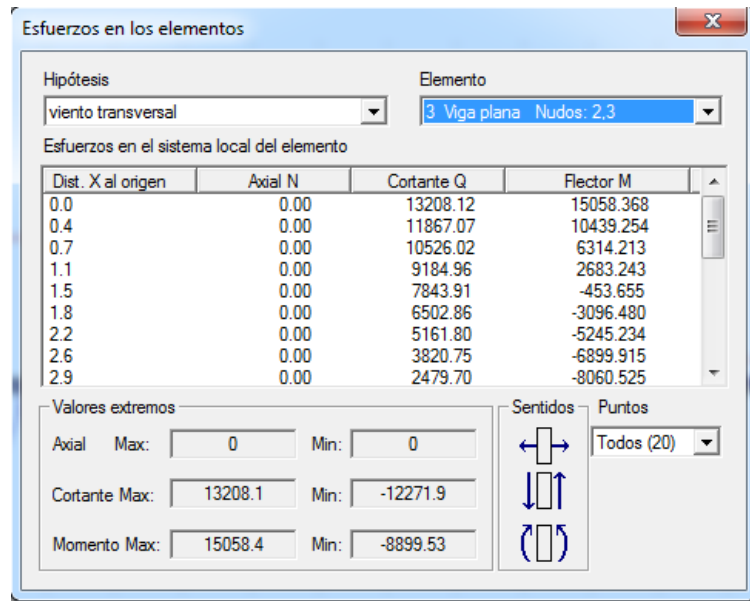 Esfuerzos en los elementos
x
Hipótesis Elemento
viento transversal 3 Viga plana Nudos: 2,3
Esfuerzos en el sistema local del elemento
Dist. X al origen Axial N Cortante Q Flector M
0.0 0.00 13208.12 15058.368
0.4 0.00 11867.07 10439.254
0.7 0.00 10526.02 6314.213
1.1 0.00 9184.96 2683.243
1.5 0.00 7843.91 -453.655
1.8 0.00 6502.86 -3096.480
2.2 0.00 5161.80 -5245.234
2.6 0.00 3820.75 -6899.915
2.9 0.00 2479.70 -8060.525
Valores extremos Sentidos Puntos
Axial Max: 0 Min: 0 Todos (20)
Cortante Max: 13208.1 Min: -12271.9
Momento Max: 15058.4 Min: -8899.53